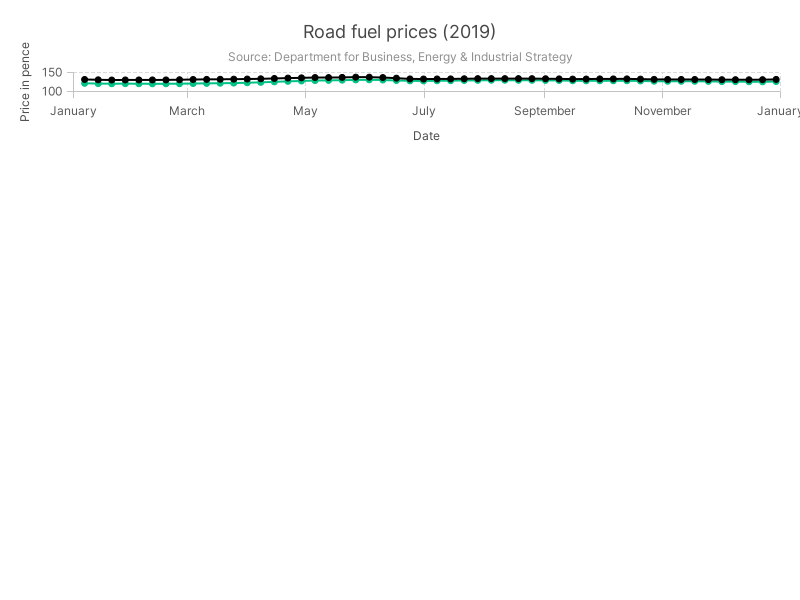 Road fuel prices (2019)
Source: Department for Business, Energy & Industrial Strategy
Price in pence
150
100
January March May July September November January
Date